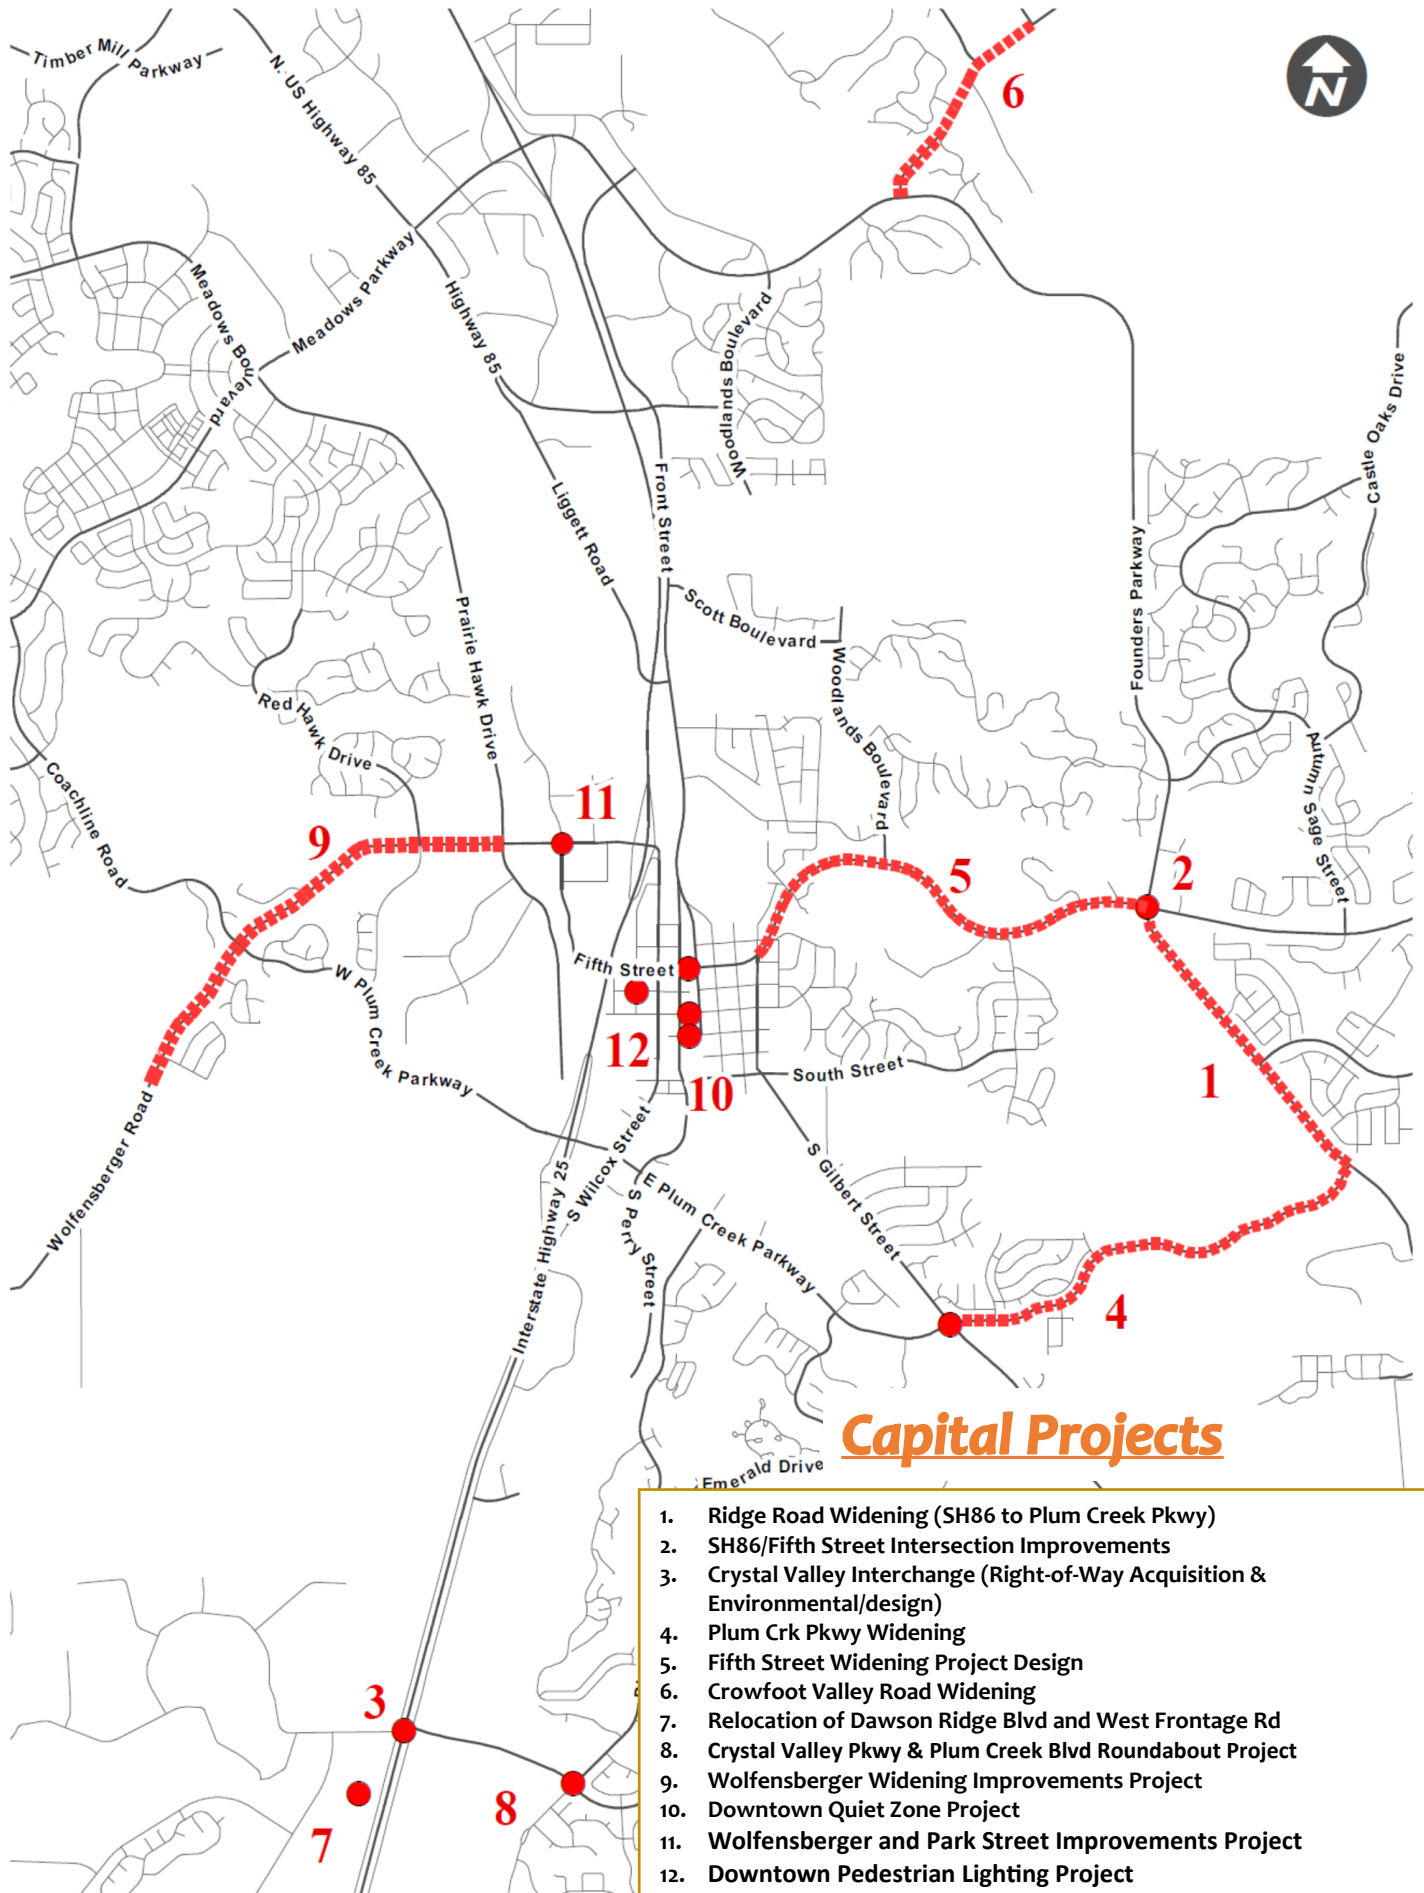 Timber Mill Parkway
N. US Highway 85
6
N
Meadows Boulevard
Meadows Parkway
Highway 85
Woodlands Boulevard
Castle Oaks Drive
Front Street
Liggett Road
Founders Parkway
Prairie Hawk Drive
Scott Boulevard
Woodlands Boulevard
Red Hawk Drive
Autumn Sage Street
Coachline Road
11
9
5
2
Fifth Street
W Plum Creek Parkway
12
10
South Street
1
Wolfensberger Road
S Wilcox Street
S Gilbert Street
Interstate Highway 25
S Perry Street
E Plum Creek Parkway
4
Capital Projects
Emerald Drive
1. Ridge Road Widening (SH86 to Plum Creek Pkwy)
2. SH86/Fifth Street Intersection Improvements
3. Crystal Valley Interchange (Right-of-Way Acquisition &
Environmental/design)
4. Plum Crk Pkwy Widening
5. Fifth Street Widening Project Design
6. Crowfoot Valley Road Widening
7. Relocation of Dawson Ridge Blvd and West Frontage Rd
8. Crystal Valley Pkwy & Plum Creek Blvd Roundabout Project
9. Wolfensberger Widening Improvements Project
10. Downtown Quiet Zone Project
11. Wolfensberger and Park Street Improvements Project
12. Downtown Pedestrian Lighting Project
3
8
7